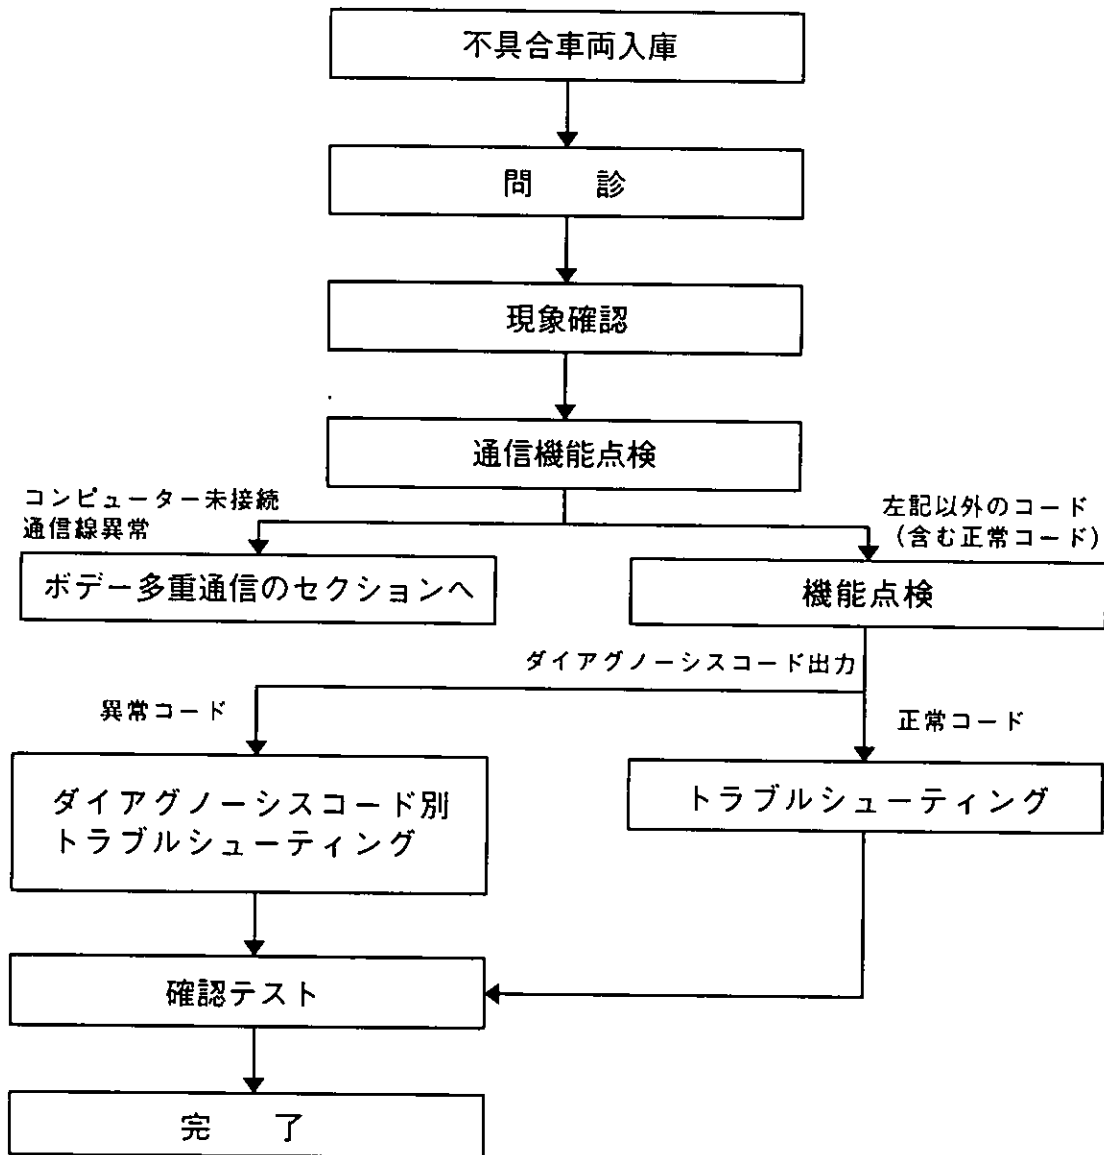 不具合車両入庫
問　診
現象確認
通信機能点検
コンピューター未接続
通信線異常
左記以外のコード
（含む正常コード）
ボデー多重通信のセクションへ
機能点検
ダイアグノーシスコード出力
異常コード
正常コード
ダイアグノーシスコード別
トラブルシューティング
トラブルシューティング
確認テスト
完　了